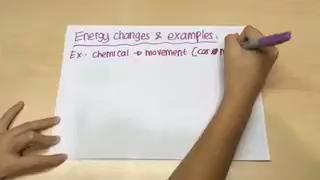 Energy changes & examples.
Ex. chemical → movement (car